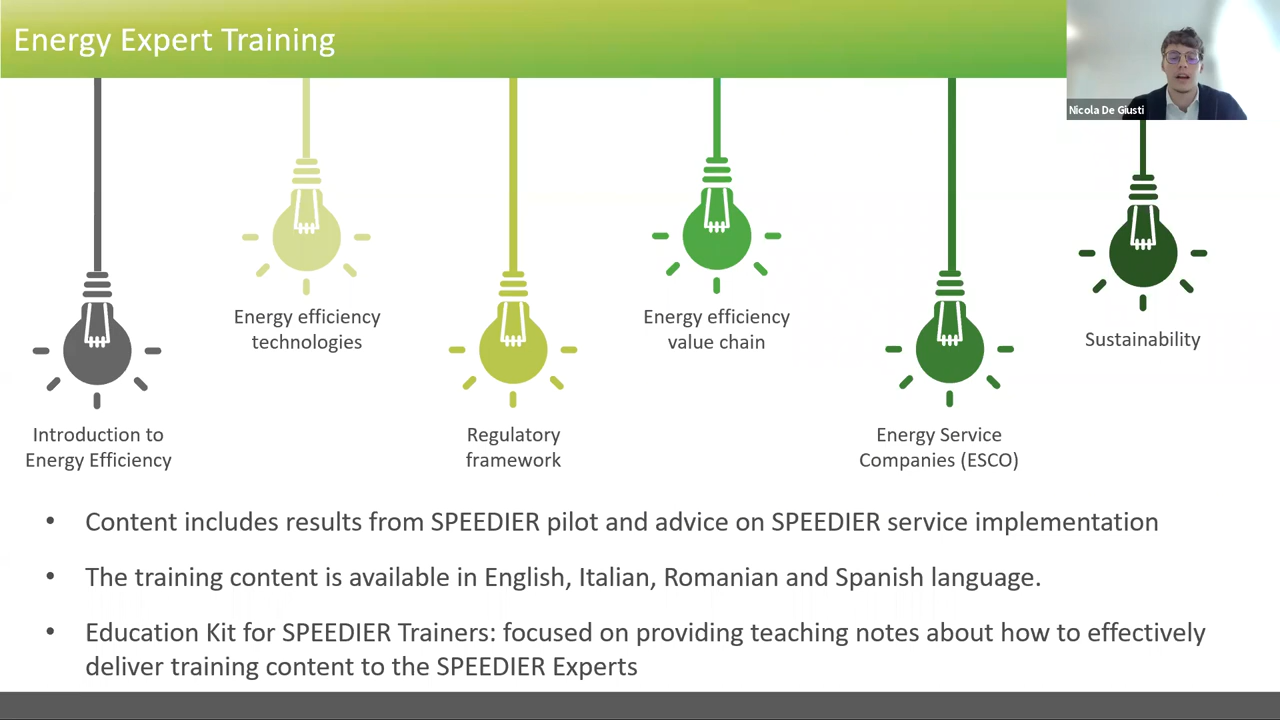 Energy Expert Training
Nicola De Giusti
Energy efficiency
technologies
Energy efficiency
value chain
Sustainability
Introduction to
Energy Efficiency
Regulatory
framework
Energy Service
Companies (ESCO)
• Content includes results from SPEEDIER pilot and advice on SPEEDIER service implementation
• The training content is available in English, Italian, Romanian and Spanish language.
• Education Kit for SPEEDIER Trainers: focused on providing teaching notes about how to effectively
deliver training content to the SPEEDIER Experts